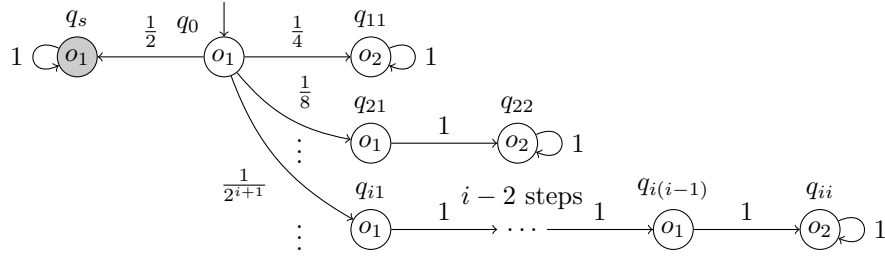 q_s 1/2 q_0 1/4 q_{11}
1 o_1 o_1 o_2 1
1/8 q_{21} q_{22}
⋮ o_1 1 o_2 1
1/2^{i+1} q_{i1} i − 2 steps q_{i(i−1)} q_{ii}
⋮ o_1 1 ⋯ 1 o_1 1 o_2 1